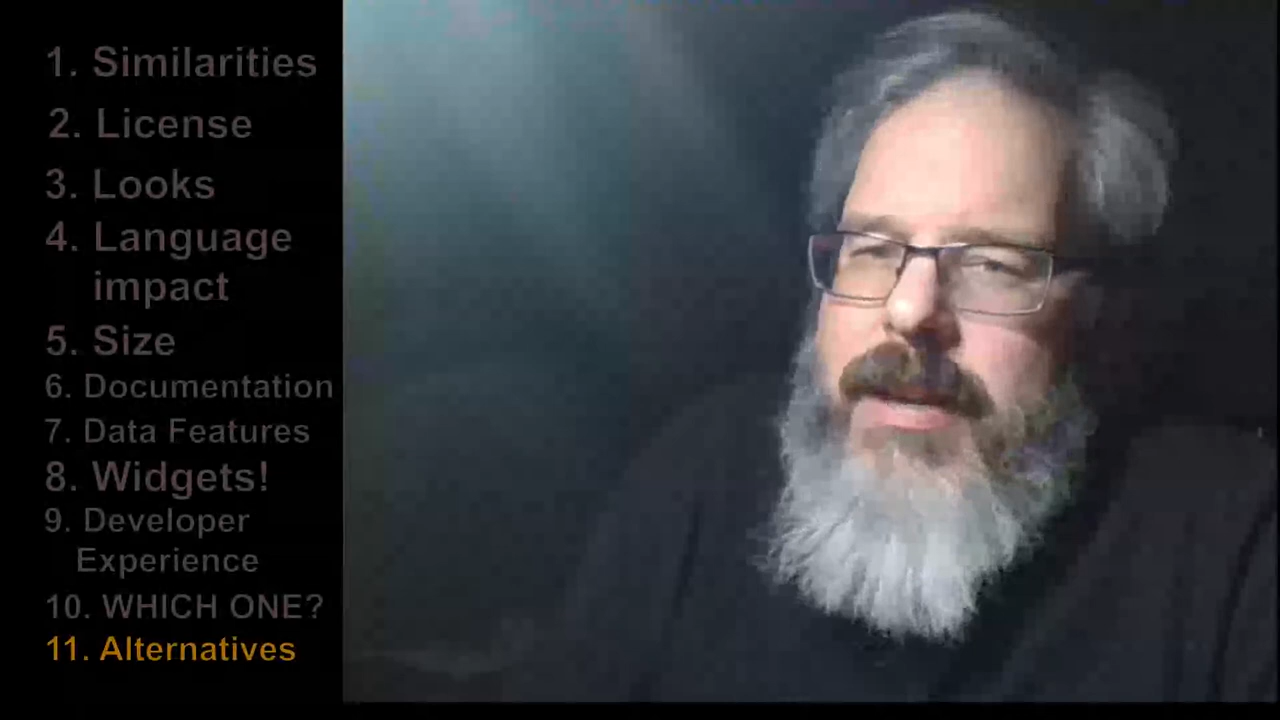 1. Similarities
2. License
3. Looks
4. Language
impact
5. Size
6. Documentation
7. Data Features
8. Widgets!
9. Developer
Experience
10. WHICH ONE?
11. Alternatives